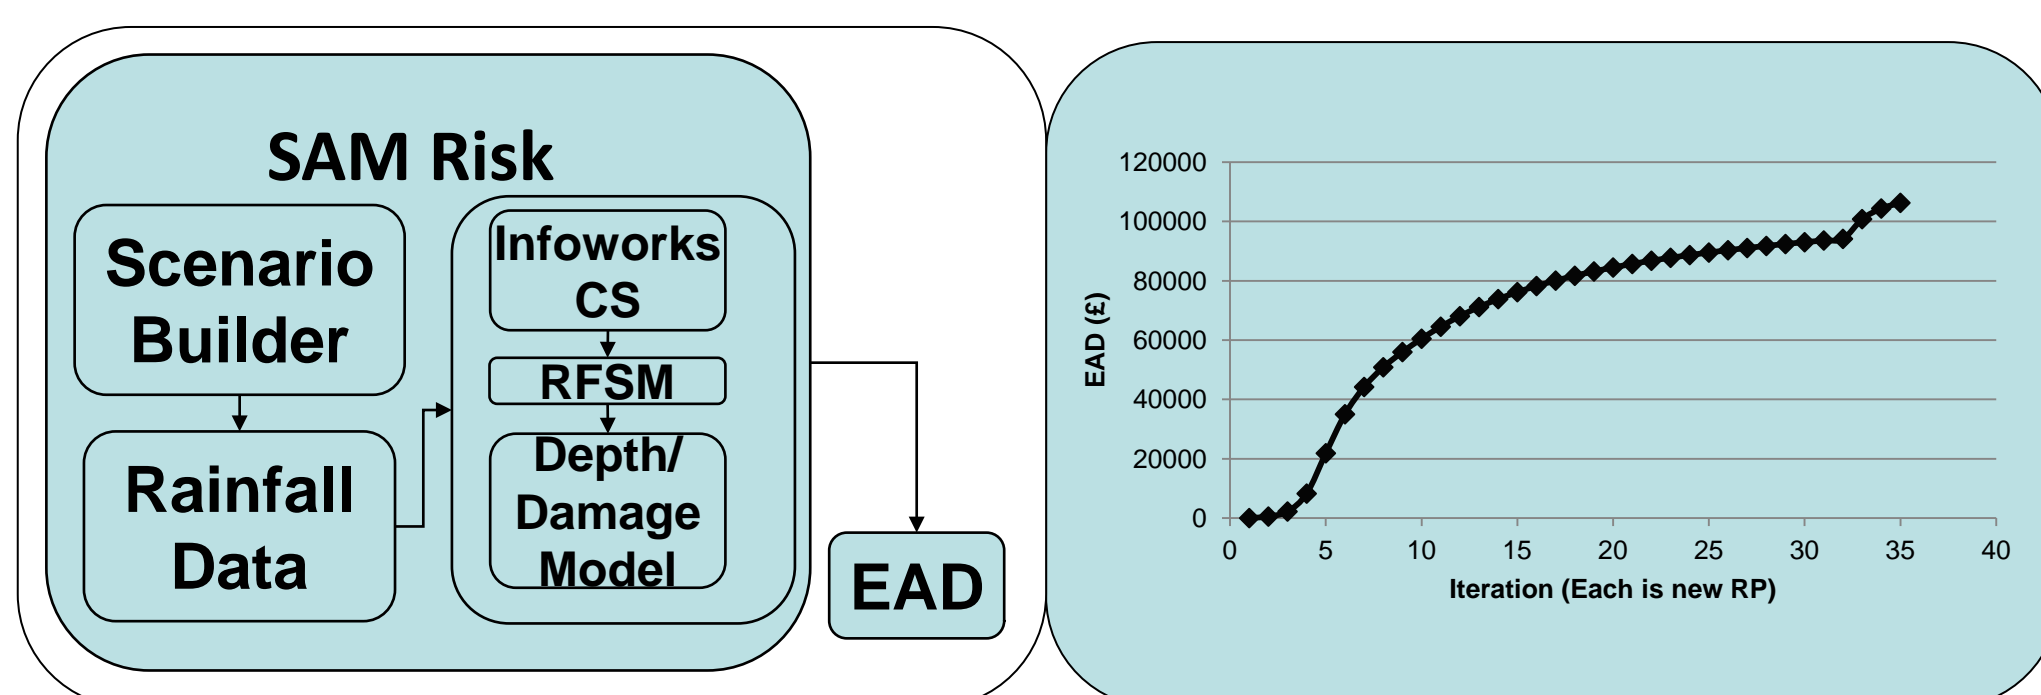 SAM Risk
Scenario
Builder
Rainfall
Data
Infoworks
CS
RFSM
Depth/
Damage
Model
EAD
120000
100000
80000
60000
40000
20000
0
EAD (£)
0 5 10 15 20 25 30 35 40
Iteration (Each is new RP)